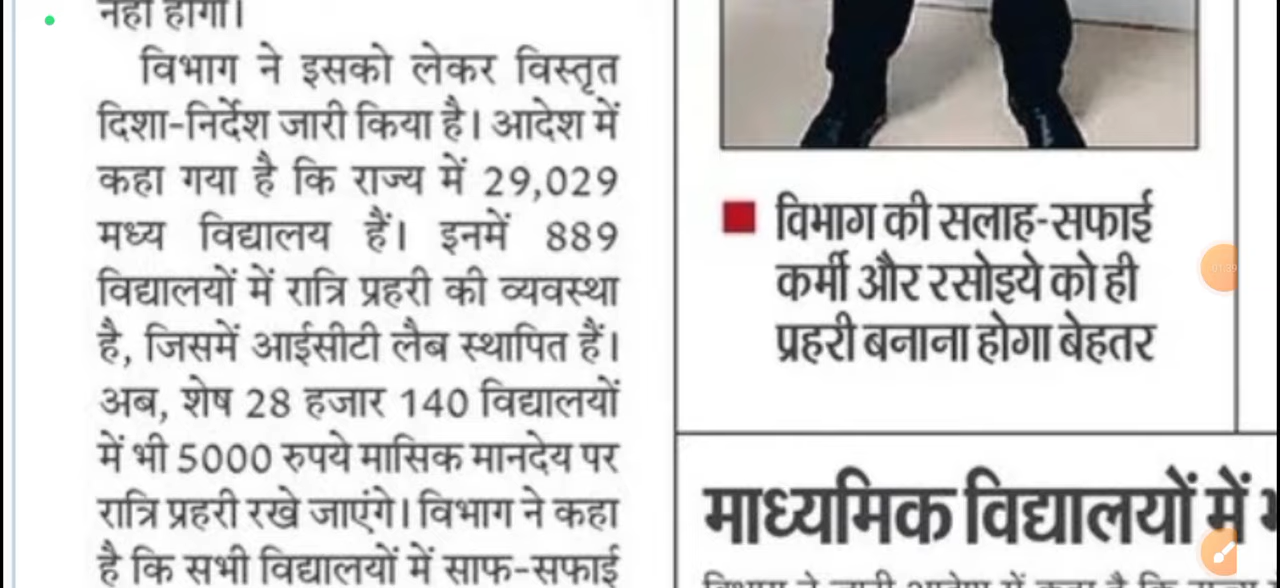 नहीं होगी।
विभाग ने इसको लेकर विस्तृत
दिशा-निर्देश जारी किया है। आदेश में
कहा गया है कि राज्य में 29,029
मध्य विद्यालय हैं। इनमें 889
विद्यालयों में रात्रि प्रहरी की व्यवस्था
है, जिसमें आईसीटी लैब स्थापित हैं।
अब, शेष 28 हजार 140 विद्यालयों
में भी 5000 रुपये मासिक मानदेय पर
रात्रि प्रहरी रखे जाएंगे। विभाग ने कहा
है कि सभी विद्यालयों में साफ-सफाई
विभाग की सलाह-सफाई
कर्मी और रसोइये को ही
प्रहरी बनाना होगा बेहतर
01:39
माध्यमिक विद्यालयों में